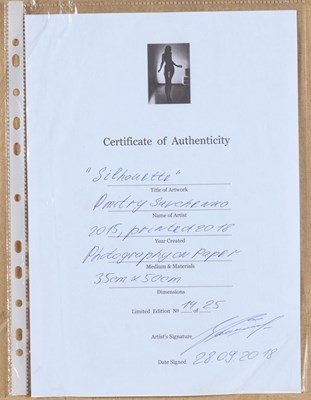 Certificate of Authenticity
"Silhouette"
Title of Artwork
Dmitry Savchenko
Name of Artist
2015, printed 2018
Year Created
Photography on Paper
Medium & Materials
35cm x 50cm
Dimensions
Limited Edition № 14 of 25
Artist's Signature
Date Signed 28.09.2018